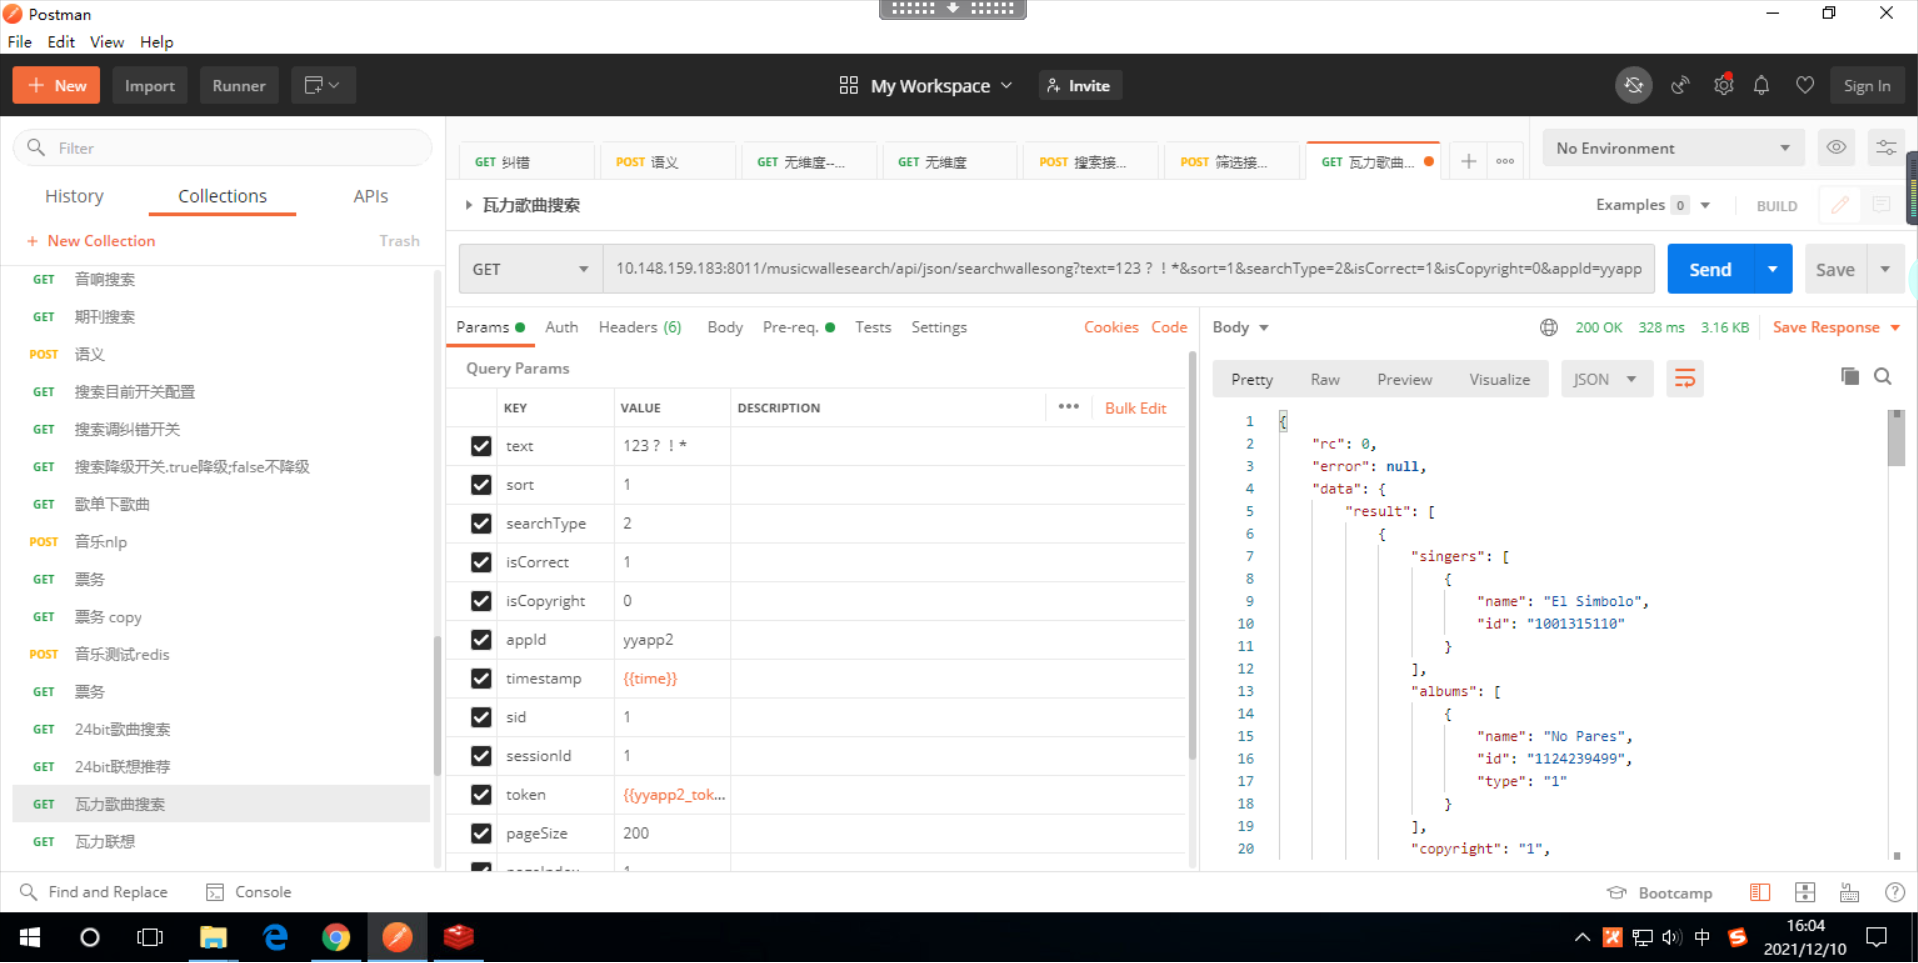 Postman
File Edit View Help
New Import Runner My Workspace Invite Sign In
Filter
History Collections APIs
+ New Collection Trash
GET 音响搜索
GET 期刊搜索
POST 语义
GET 搜索目前开关配置
GET 搜索调纠错开关
GET 搜索降级开关.true降级;false不降级
GET 歌单下歌曲
POST 音乐nlp
GET 票务
GET 票务 copy
POST 音乐测试redis
GET 票务
GET 24bit歌曲搜索
GET 24bit联想推荐
GET 瓦力歌曲搜索
GET 瓦力联想
GET 纠错 POST 语义 GET 无维度--... GET 无维度 POST 搜索接... POST 筛选接... GET 瓦力歌曲...
No Environment
瓦力歌曲搜索
Examples 0 BUILD
GET 10.148.159.183:8011/musicwallesearch/api/json/searchwallesong?text=123？！*&sort=1&searchType=2&isCorrect=1&isCopyright=0&appId=yyapp
Send Save
Params Auth Headers (6) Body Pre-req. Tests Settings Cookies Code
Query Params
KEY VALUE DESCRIPTION ••• Bulk Edit
text 123？！*
sort 1
searchType 2
isCorrect 1
isCopyright 0
appId yyapp2
timestamp {{time}}
sid 1
sessionId 1
token {{yyapp2_tok...
pageSize 200
Body 200 OK 328 ms 3.16 KB Save Response
Pretty Raw Preview Visualize JSON
1 {
2 "rc": 0,
3 "error": null,
4 "data": {
5 "result": [
6 {
7 "singers": [
8 {
9 "name": "El Simbolo",
10 "id": "1001315110"
11 }
12 ],
13 "albums": [
14 {
15 "name": "No Pares",
16 "id": "1124239499",
17 "type": "1"
18 }
19 ],
20 "copyright": "1",
Find and Replace Console Bootcamp
中 16:04
2021/12/10